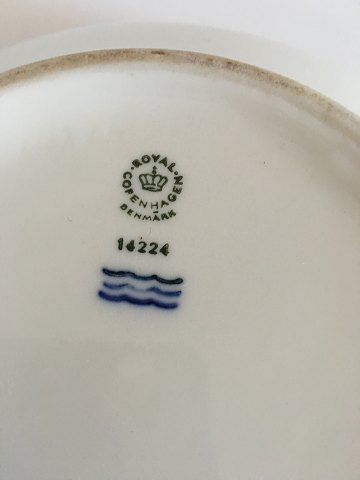 ROYAL
COPENHAGEN
DENMARK
14224